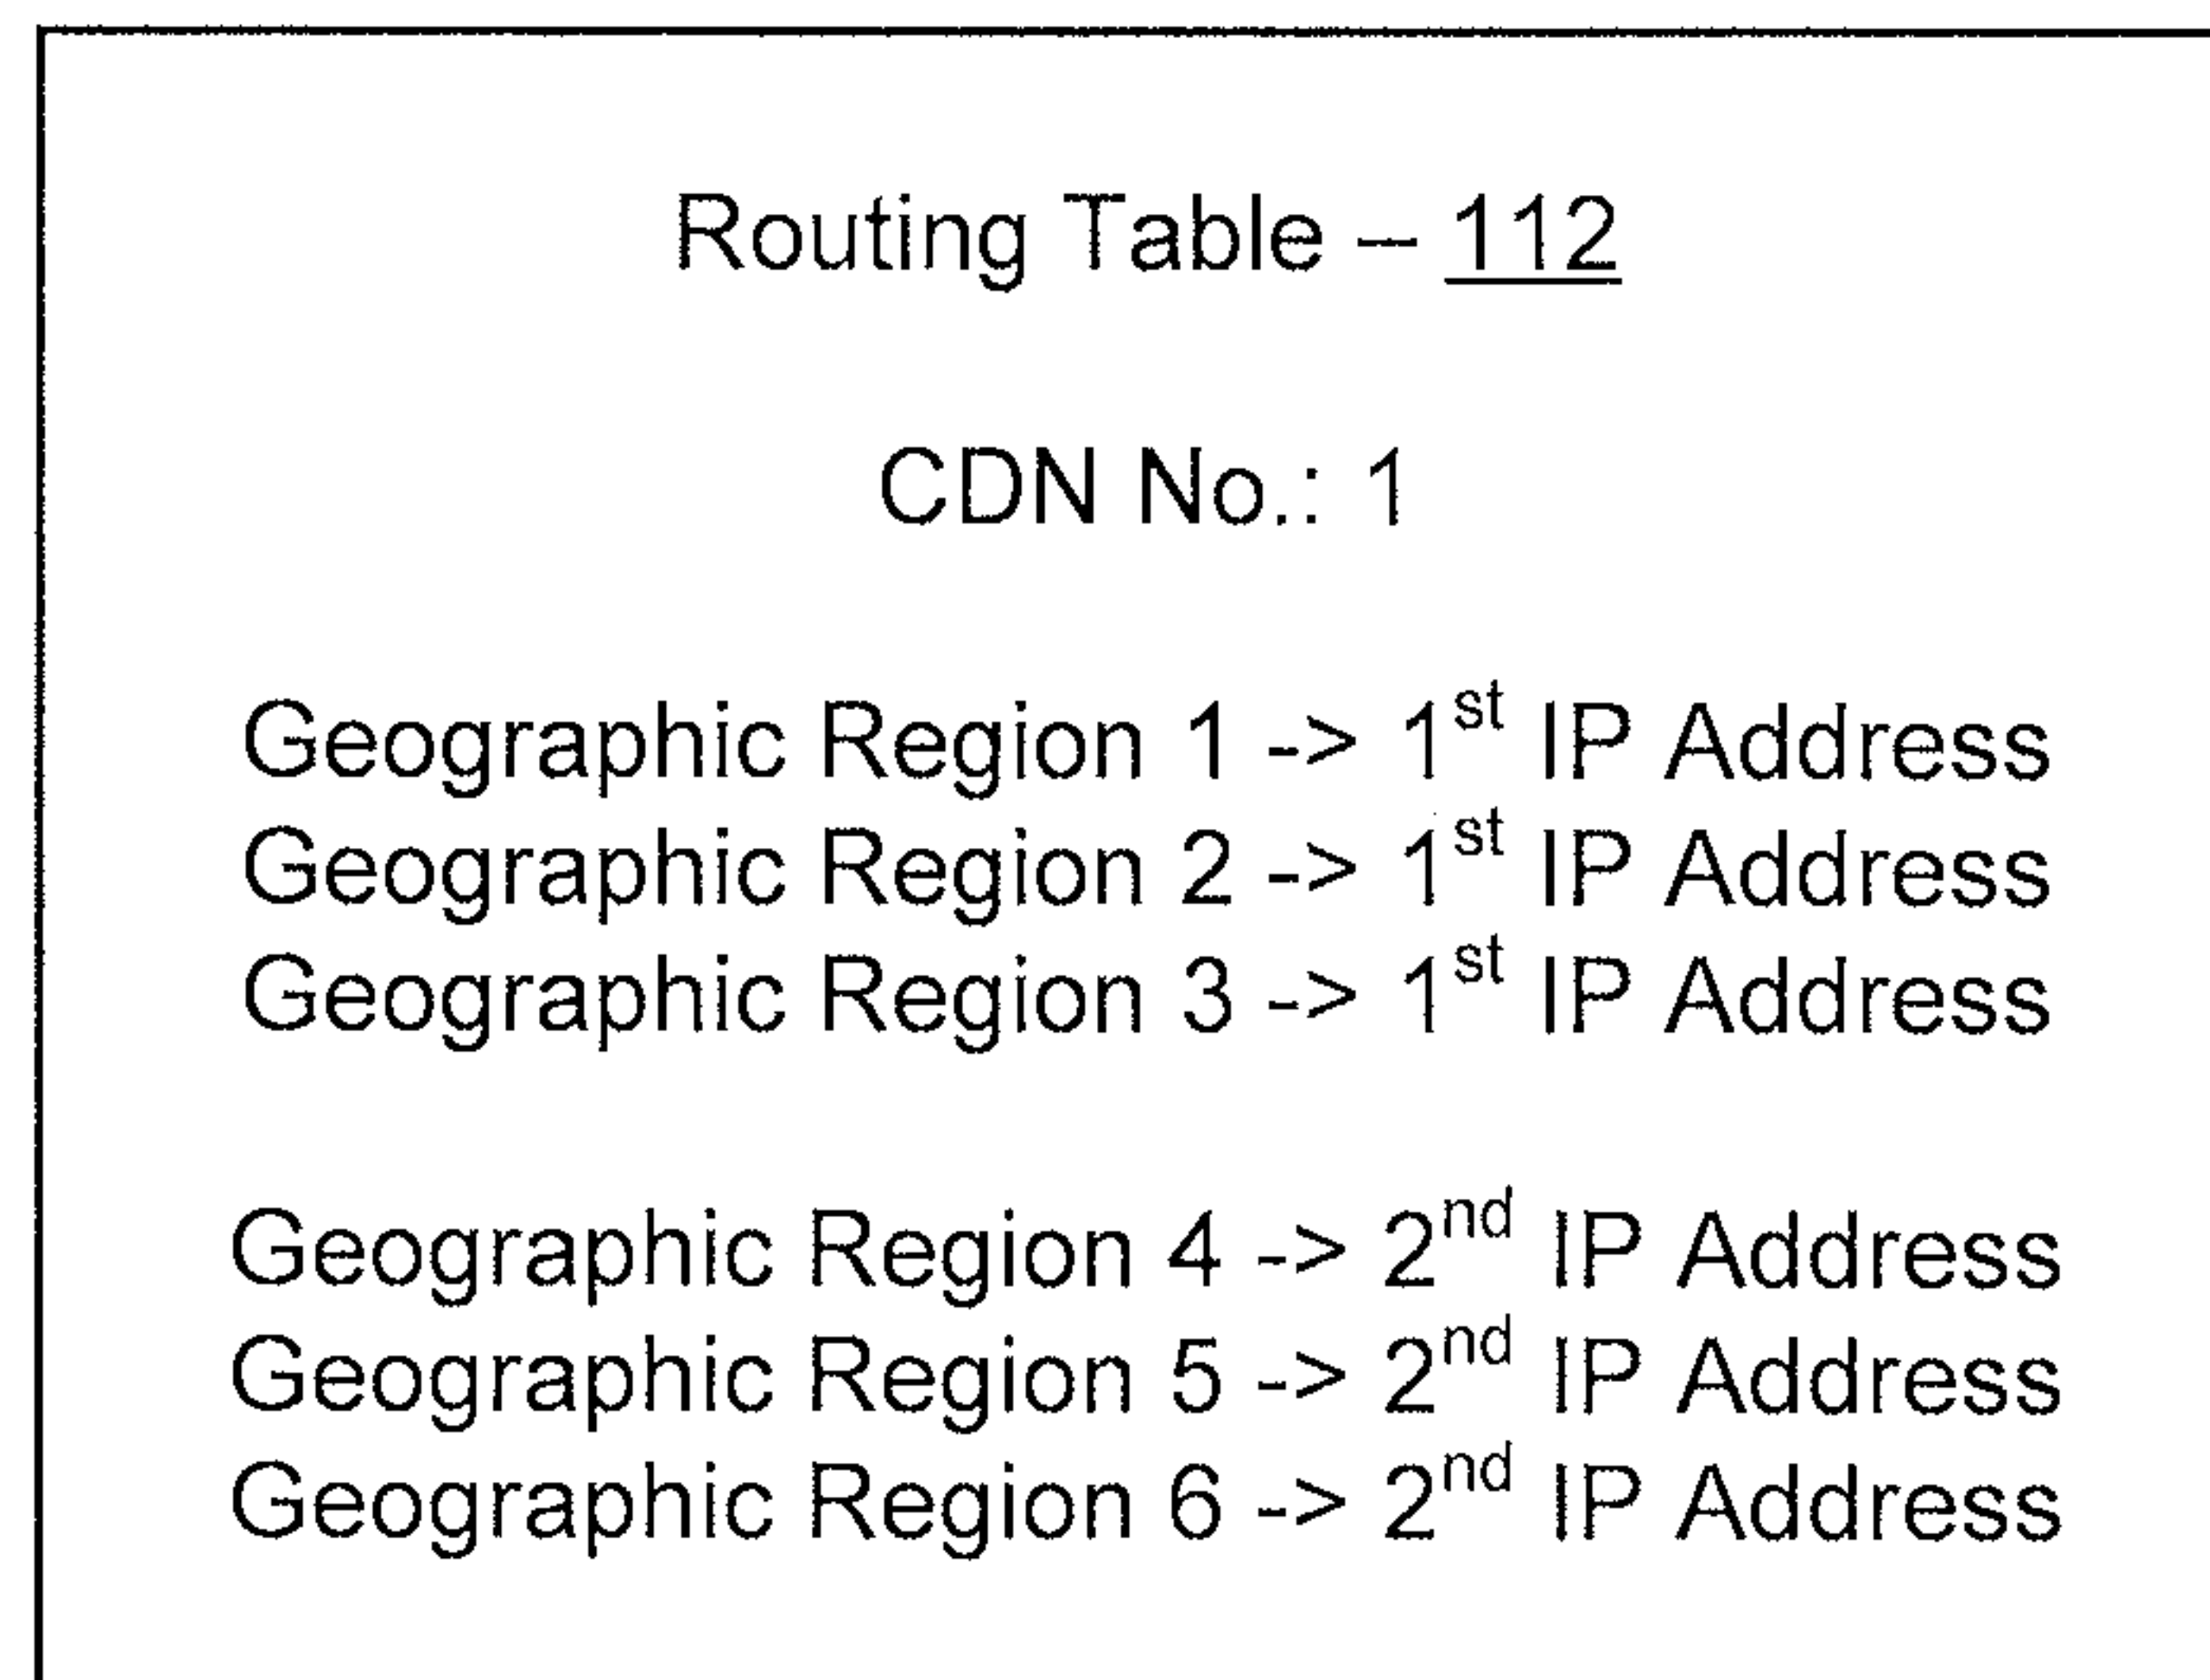 Routing Table – 112
CDN No.: 1
Geographic Region 1 -> 1st IP Address
Geographic Region 2 -> 1st IP Address
Geographic Region 3 -> 1st IP Address
Geographic Region 4 -> 2nd IP Address
Geographic Region 5 -> 2nd IP Address
Geographic Region 6 -> 2nd IP Address